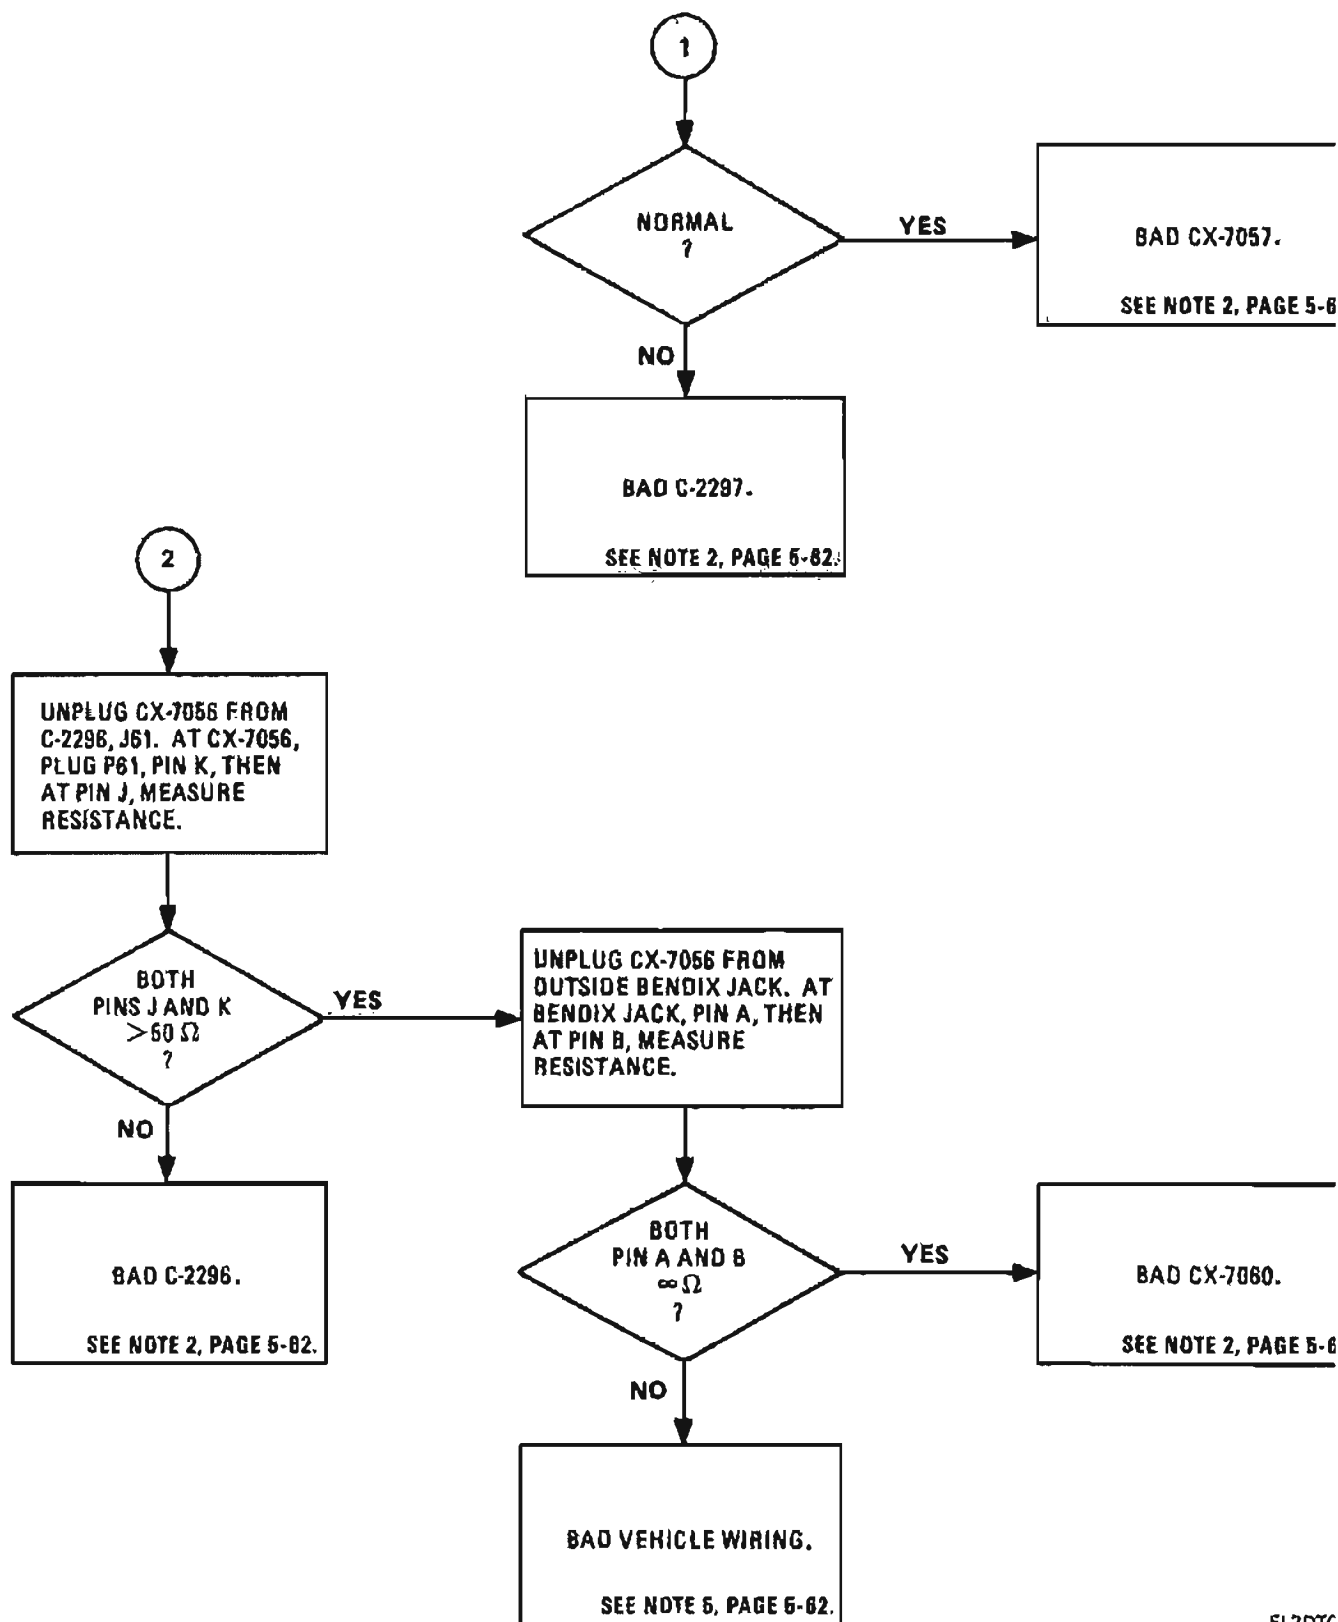 1
NORMAL
?
YES
BAD CX-7057.
SEE NOTE 2, PAGE 5-6
NO
BAD C-2297.
SEE NOTE 2, PAGE 5-62.
2
UNPLUG CX-7056 FROM
C-2296, J61. AT CX-7056,
PLUG P61, PIN K, THEN
AT PIN J, MEASURE
RESISTANCE.
BOTH
PINS J AND K
>50 Ω
?
YES
UNPLUG CX-7056 FROM
OUTSIDE BENDIX JACK. AT
BENDIX JACK, PIN A, THEN
AT PIN B, MEASURE
RESISTANCE.
NO
BAD C-2296.
SEE NOTE 2, PAGE 5-62.
BOTH
PIN A AND B
∞ Ω
?
YES
BAD CX-7060.
SEE NOTE 2, PAGE 5-6
NO
BAD VEHICLE WIRING.
SEE NOTE 5, PAGE 5-62.